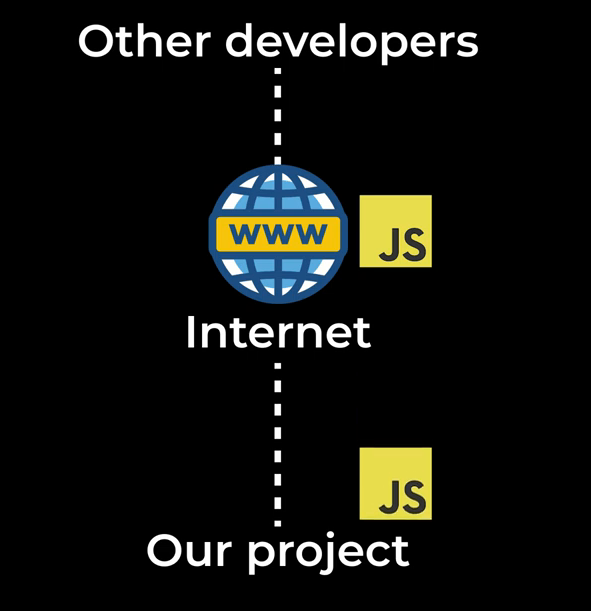 Other developers
www
JS
Internet
JS
Our project